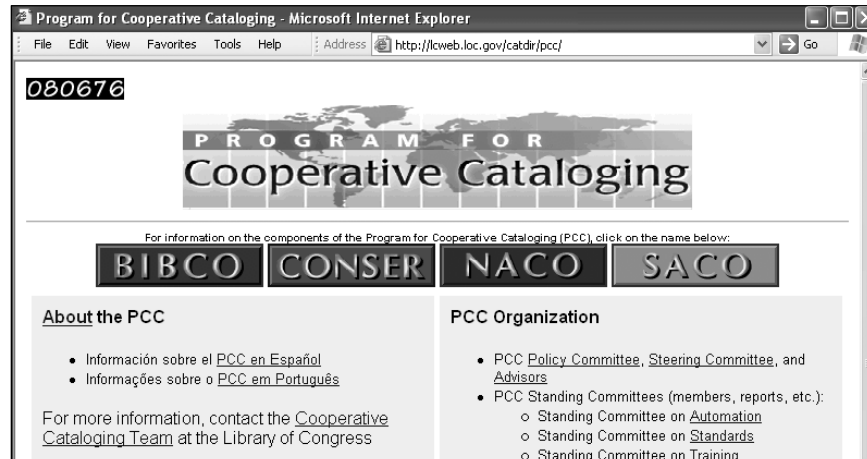 Program for Cooperative Cataloging - Microsoft Internet Explorer
File Edit View Favorites Tools Help Address http://lcweb.loc.gov/catdir/pcc/ Go
080676
PROGRAM FOR
Cooperative Cataloging
For information on the components of the Program for Cooperative Cataloging (PCC), click on the name below:
BIBCO CONSER NACO SACO
About the PCC
• Información sobre el PCC en Español
• Informações sobre o PCC em Português
For more information, contact the Cooperative
Cataloging Team at the Library of Congress
PCC Organization
• PCC Policy Committee, Steering Committee, and
Advisors
• PCC Standing Committees (members, reports, etc.):
o Standing Committee on Automation
o Standing Committee on Standards
o Standing Committee on Training